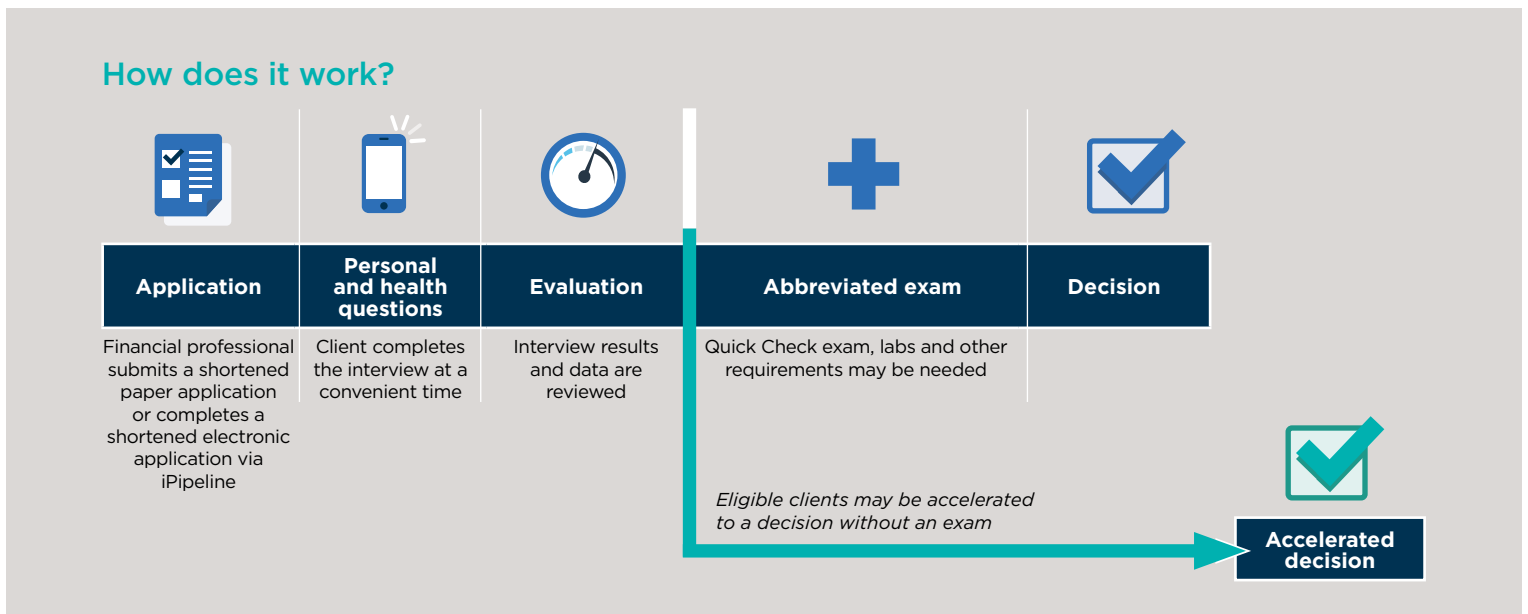 How does it work?
Application
Personal
and health
questions
Evaluation
Abbreviated exam
Decision
Financial professional
submits a shortened
paper application
or completes a
shortened electronic
application via
iPipeline
Client completes
the interview at a
convenient time
Interview results
and data are
reviewed
Quick Check exam, labs and other
requirements may be needed
Eligible clients may be accelerated
to a decision without an exam
Accelerated
decision